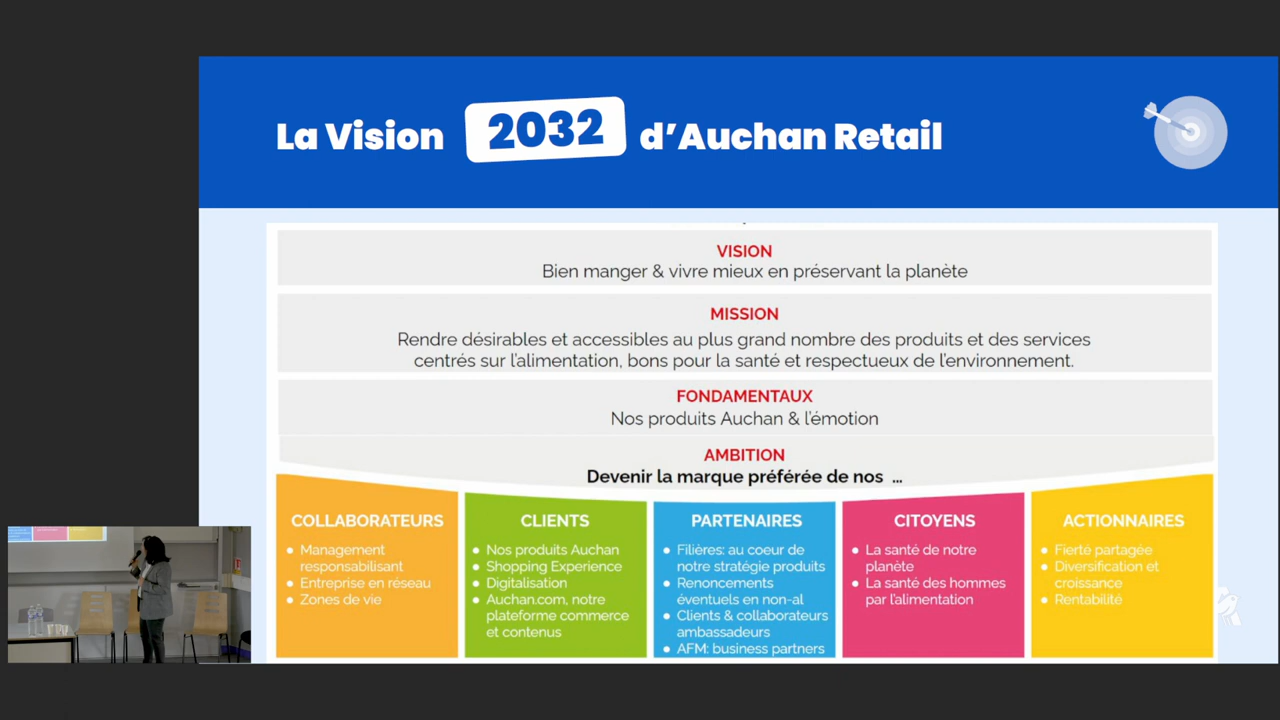 La Vision 2032 d'Auchan Retail
VISION
Bien manger & vivre mieux en préservant la planète
MISSION
Rendre désirables et accessibles au plus grand nombre des produits et des services
centrés sur l'alimentation, bons pour la santé et respectueux de l'environnement.
FONDAMENTAUX
Nos produits Auchan & l'émotion
AMBITION
Devenir la marque préférée de nos ...
COLLABORATEURS
● Management
responsabilisant
● Entreprise en réseau
● Zones de vie
CLIENTS
● Nos produits Auchan
● Shopping Experience
● Digitalisation
● Auchan.com, notre
plateforme commerce
et contenus
PARTENAIRES
● Filières: au coeur de
notre stratégie produits
● Renoncements
éventuels en non-al
● Clients & collaborateurs
ambassadeurs
● AFM: business partners
CITOYENS
● La santé de notre
planète
● La santé des hommes
par l'alimentation
ACTIONNAIRES
● Fierté partagée
● Diversification et
croissance
● Rentabilité